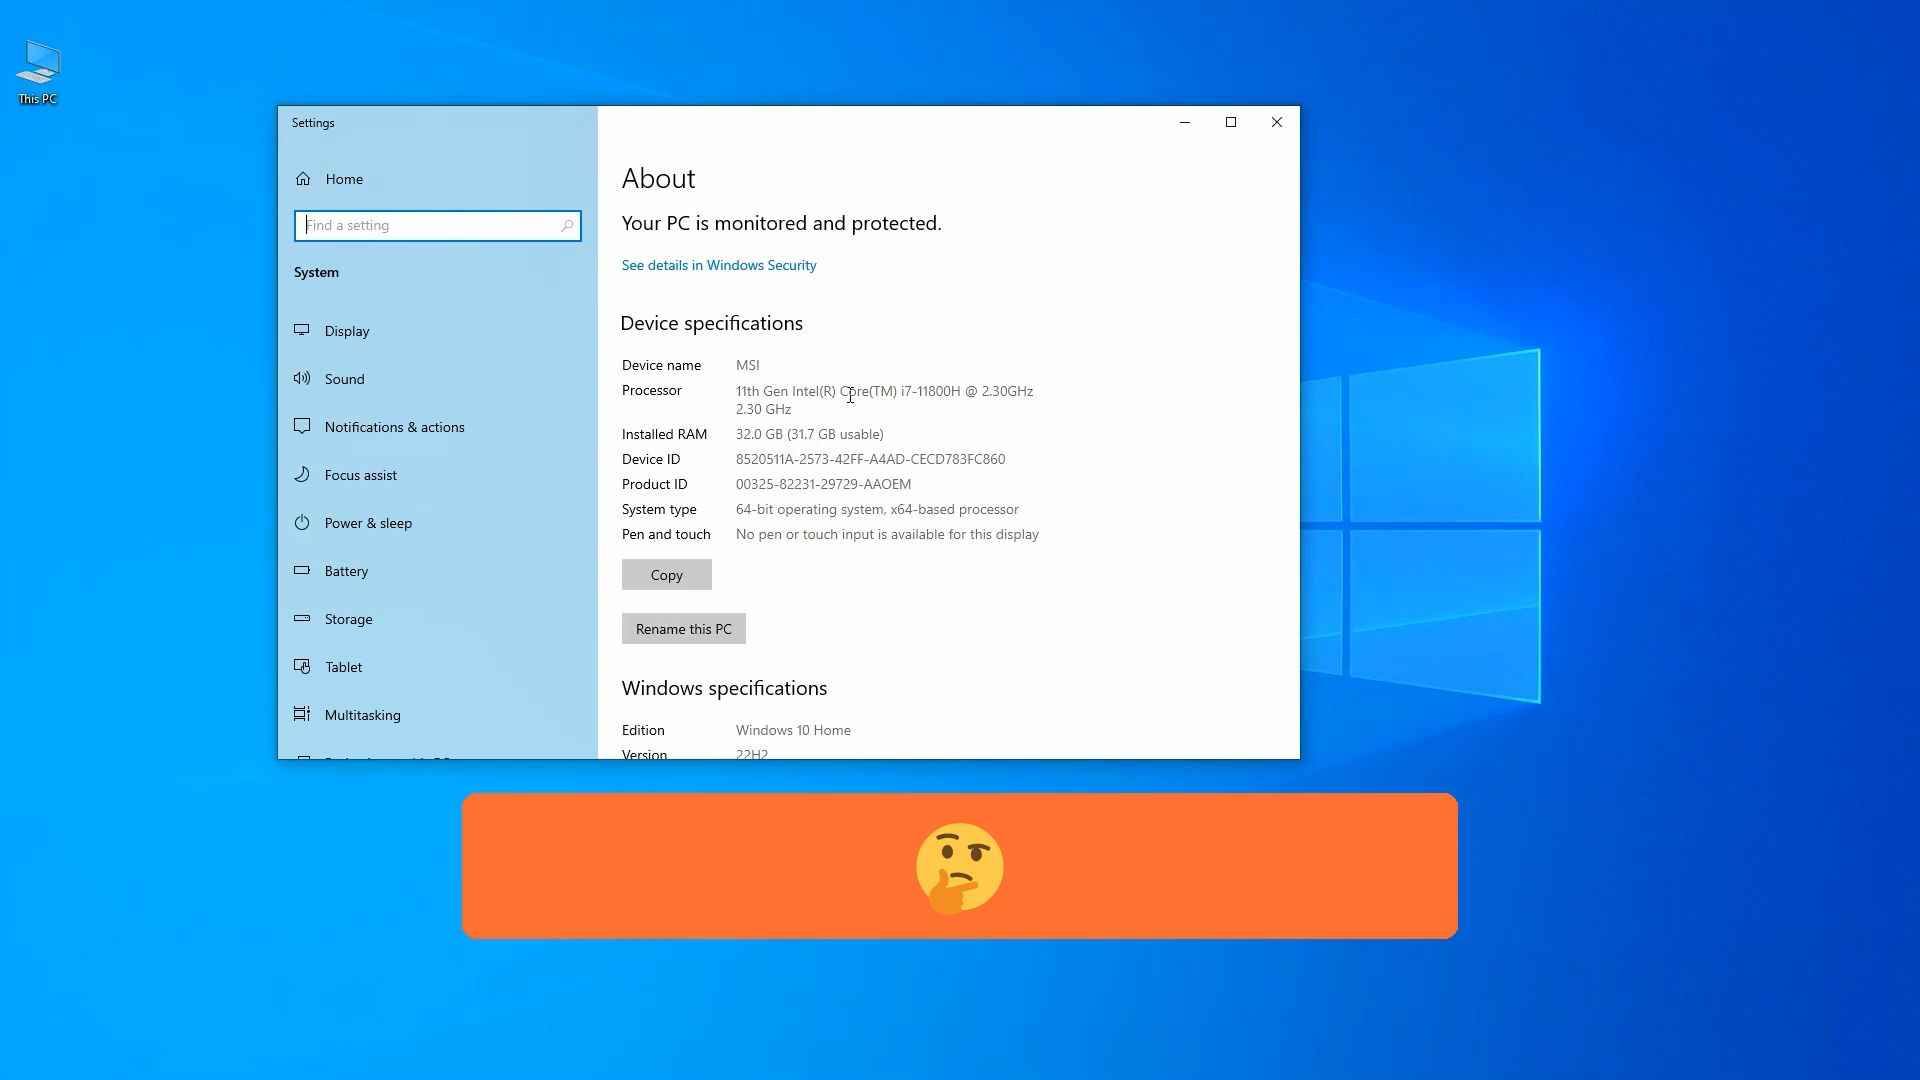 This PC
Settings
Home
Find a setting
System
Display
Sound
Notifications & actions
Focus assist
Power & sleep
Battery
Storage
Tablet
Multitasking
About
Your PC is monitored and protected.
See details in Windows Security
Device specifications
Device name MSI
Processor 11th Gen Intel(R) Core(TM) i7-11800H @ 2.30GHz
2.30 GHz
Installed RAM 32.0 GB (31.7 GB usable)
Device ID 8520511A-2573-42FF-A4AD-CECD783FC860
Product ID 00325-82231-29729-AAOEM
System type 64-bit operating system, x64-based processor
Pen and touch No pen or touch input is available for this display
Copy
Rename this PC
Windows specifications
Edition Windows 10 Home
Version 22H2